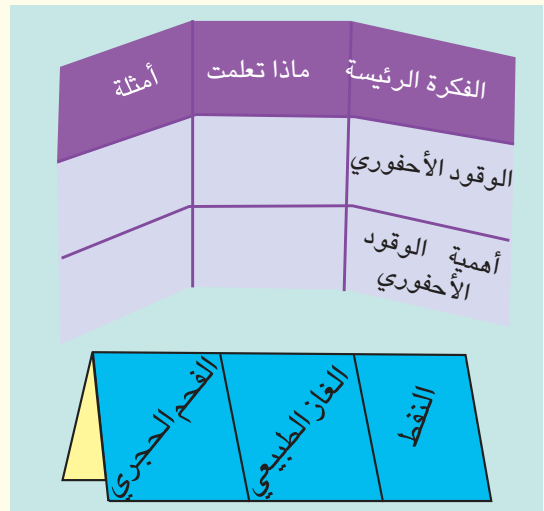 الفكرة الرئيسة
ماذا تعلمت
أمثلة
الوقود الأحفوري
أهمية الوقود
الأحفوري
النفط
الغاز الطبيعي
الفحم الحجري